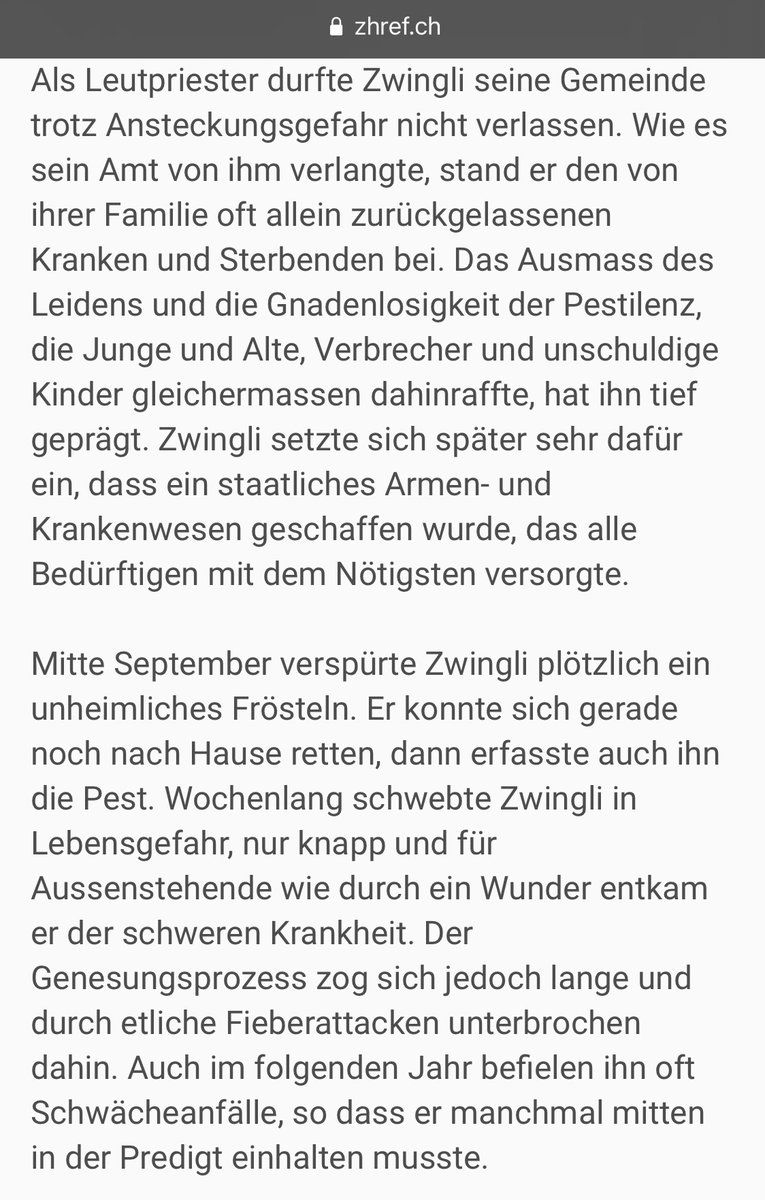 zhref.ch
Als Leutpriester durfte Zwingli seine Gemeinde
trotz Ansteckungsgefahr nicht verlassen. Wie es
sein Amt von ihm verlangte, stand er den von
ihrer Familie oft allein zurückgelassenen
Kranken und Sterbenden bei. Das Ausmass des
Leidens und die Gnadenlosigkeit der Pestilenz,
die Junge und Alte, Verbrecher und unschuldige
Kinder gleichermassen dahinraffte, hat ihn tief
geprägt. Zwingli setzte sich später sehr dafür
ein, dass ein staatliches Armen- und
Krankenwesen geschaffen wurde, das alle
Bedürftigen mit dem Nötigsten versorgte.
Mitte September verspürte Zwingli plötzlich ein
unheimliches Frösteln. Er konnte sich gerade
noch nach Hause retten, dann erfasste auch ihn
die Pest. Wochenlang schwebte Zwingli in
Lebensgefahr, nur knapp und für
Aussenstehende wie durch ein Wunder entkam
er der schweren Krankheit. Der
Genesungsprozess zog sich jedoch lange und
durch etliche Fieberattacken unterbrochen
dahin. Auch im folgenden Jahr befielen ihn oft
Schwächeanfälle, so dass er manchmal mitten
in der Predigt einhalten musste.